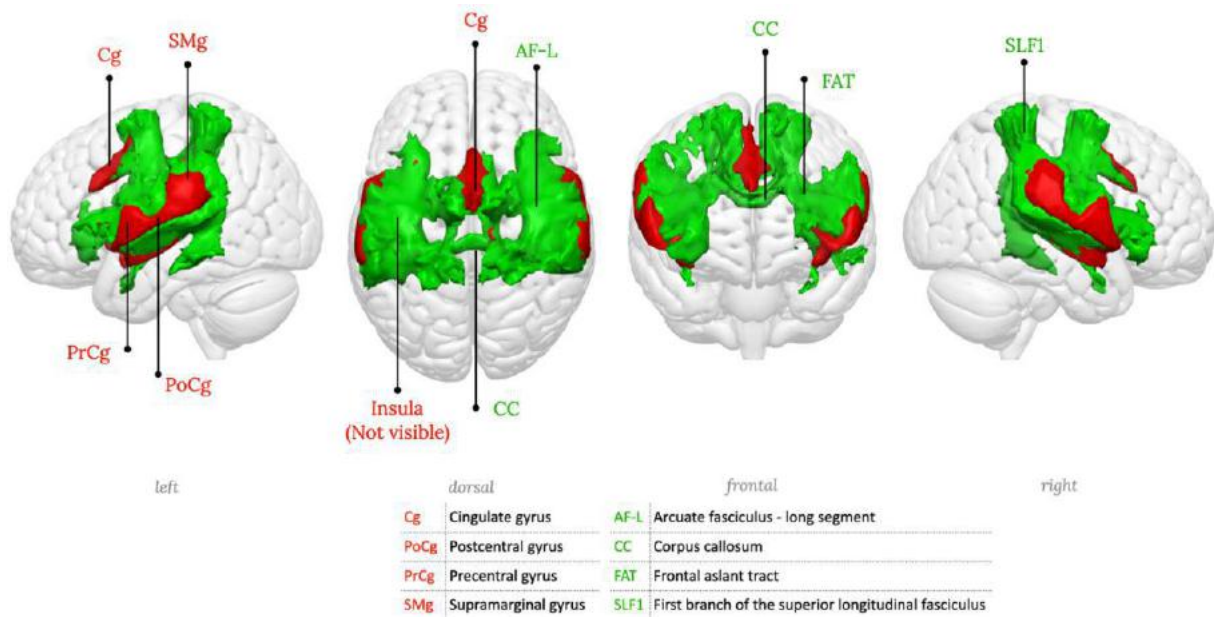 Cg
SMg
PrCg
PoCg
Cg
AF-L
Insula
(Not visible)
CC
CC
FAT
SLF1
left
dorsal
frontal
right
Cg Cingulate gyrus
PoCg Postcentral gyrus
PrCg Precentral gyrus
SMg Supramarginal gyrus
AF-L Arcuate fasciculus - long segment
CC Corpus callosum
FAT Frontal aslant tract
SLF1 First branch of the superior longitudinal fasciculus